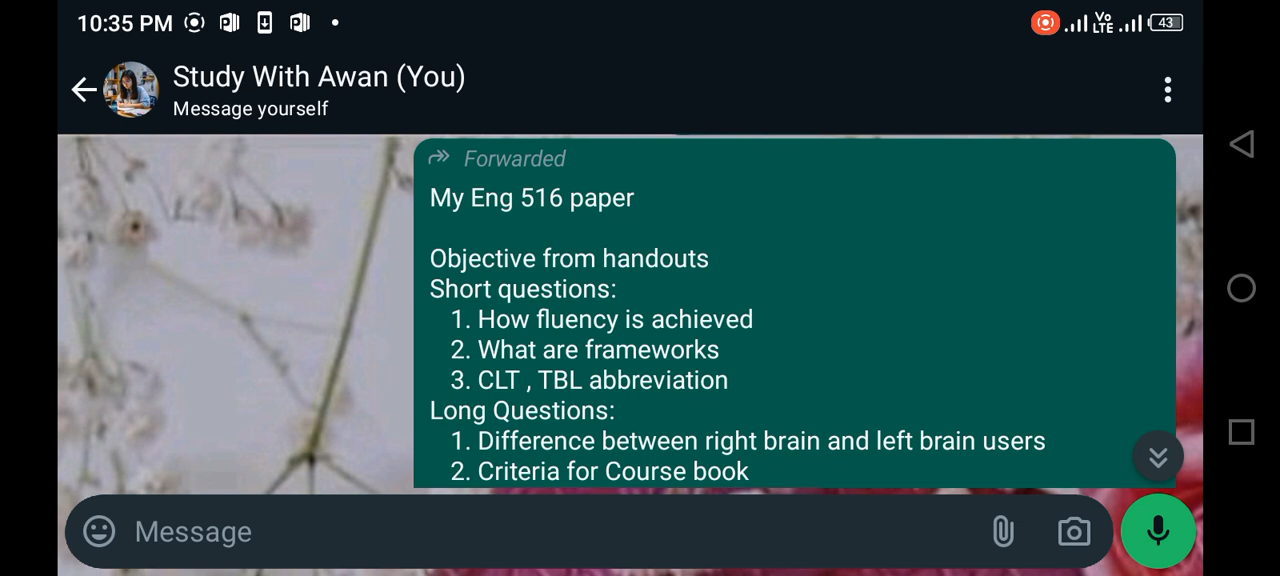 10:35 PM
Vo
LTE
43
Study With Awan (You)
Message yourself
Forwarded
My Eng 516 paper
Objective from handouts
Short questions:
1. How fluency is achieved
2. What are frameworks
3. CLT , TBL abbreviation
Long Questions:
1. Difference between right brain and left brain users
2. Criteria for Course book
Message